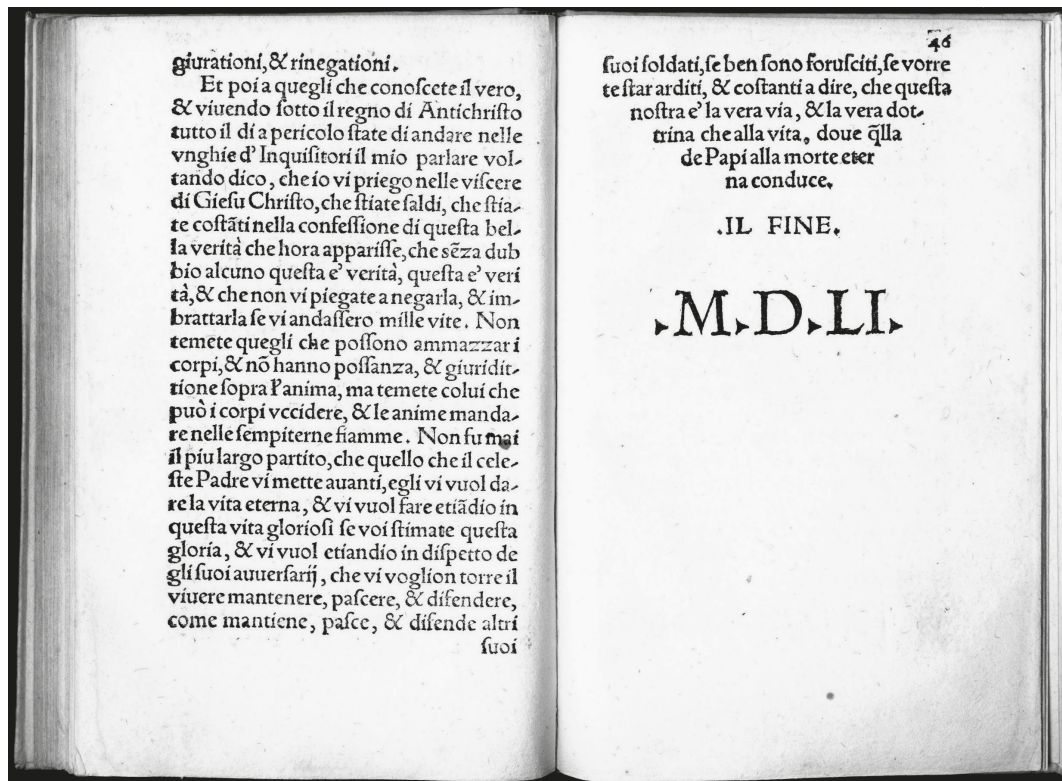 giurationi, & rinegationi.
Et poi a quegli che conoſcete il vero,
& viuendo ſotto il regno di Antichriſto
tutto il di a pericolo ſtate di andare nelle
vnghie d' Inquiſitori il mio parlare vol-
tando dico, che io vi priego nelle viſcere
di Gieſu Chriſto, che ſtiate ſaldi, che ſtia-
te coſtãti nella confeſſione di queſta bel-
la verità che hora appariſſe, che sẽza dub
bio alcuno queſta e' verità, queſta e' veri
tà, & che non vi piegate a negarla, & im-
brattarla ſe vi andaſſero mille vite. Non
temete quegli che poſſono ammazzar i
corpi, & nõ hanno poſſanza, & giuridit-
tione ſopra l'anima, ma temete colui che
può i corpi vccidere, & le anime manda-
re nelle ſempiterne fiamme. Non fu mai
il piu largo partito, che quello che il cele-
ſte Padre vi mette auanti, egli vi vuol da-
re la vita eterna, & vi vuol fare etiãdio in
queſta vita glorioſi ſe voi ſtimate queſta
gloria, & vi vuol etiandio in diſpetto de
gli ſuoi auuerſarij, che vi voglion torre il
viuere mantenere, paſcere, & difendere,
come mantiene, paſce, & difende altri
ſuoi
46
ſuoi ſoldati, ſe ben ſono foruſciti, ſe vorre
te ſtar arditi, & coſtanti a dire, che queſta
noſtra e' la vera via, & la vera dot-
trina che alla vita, doue q̃lla
de Papi alla morte eter
na conduce.
.IL FINE.
▸M▸D▸LI▸